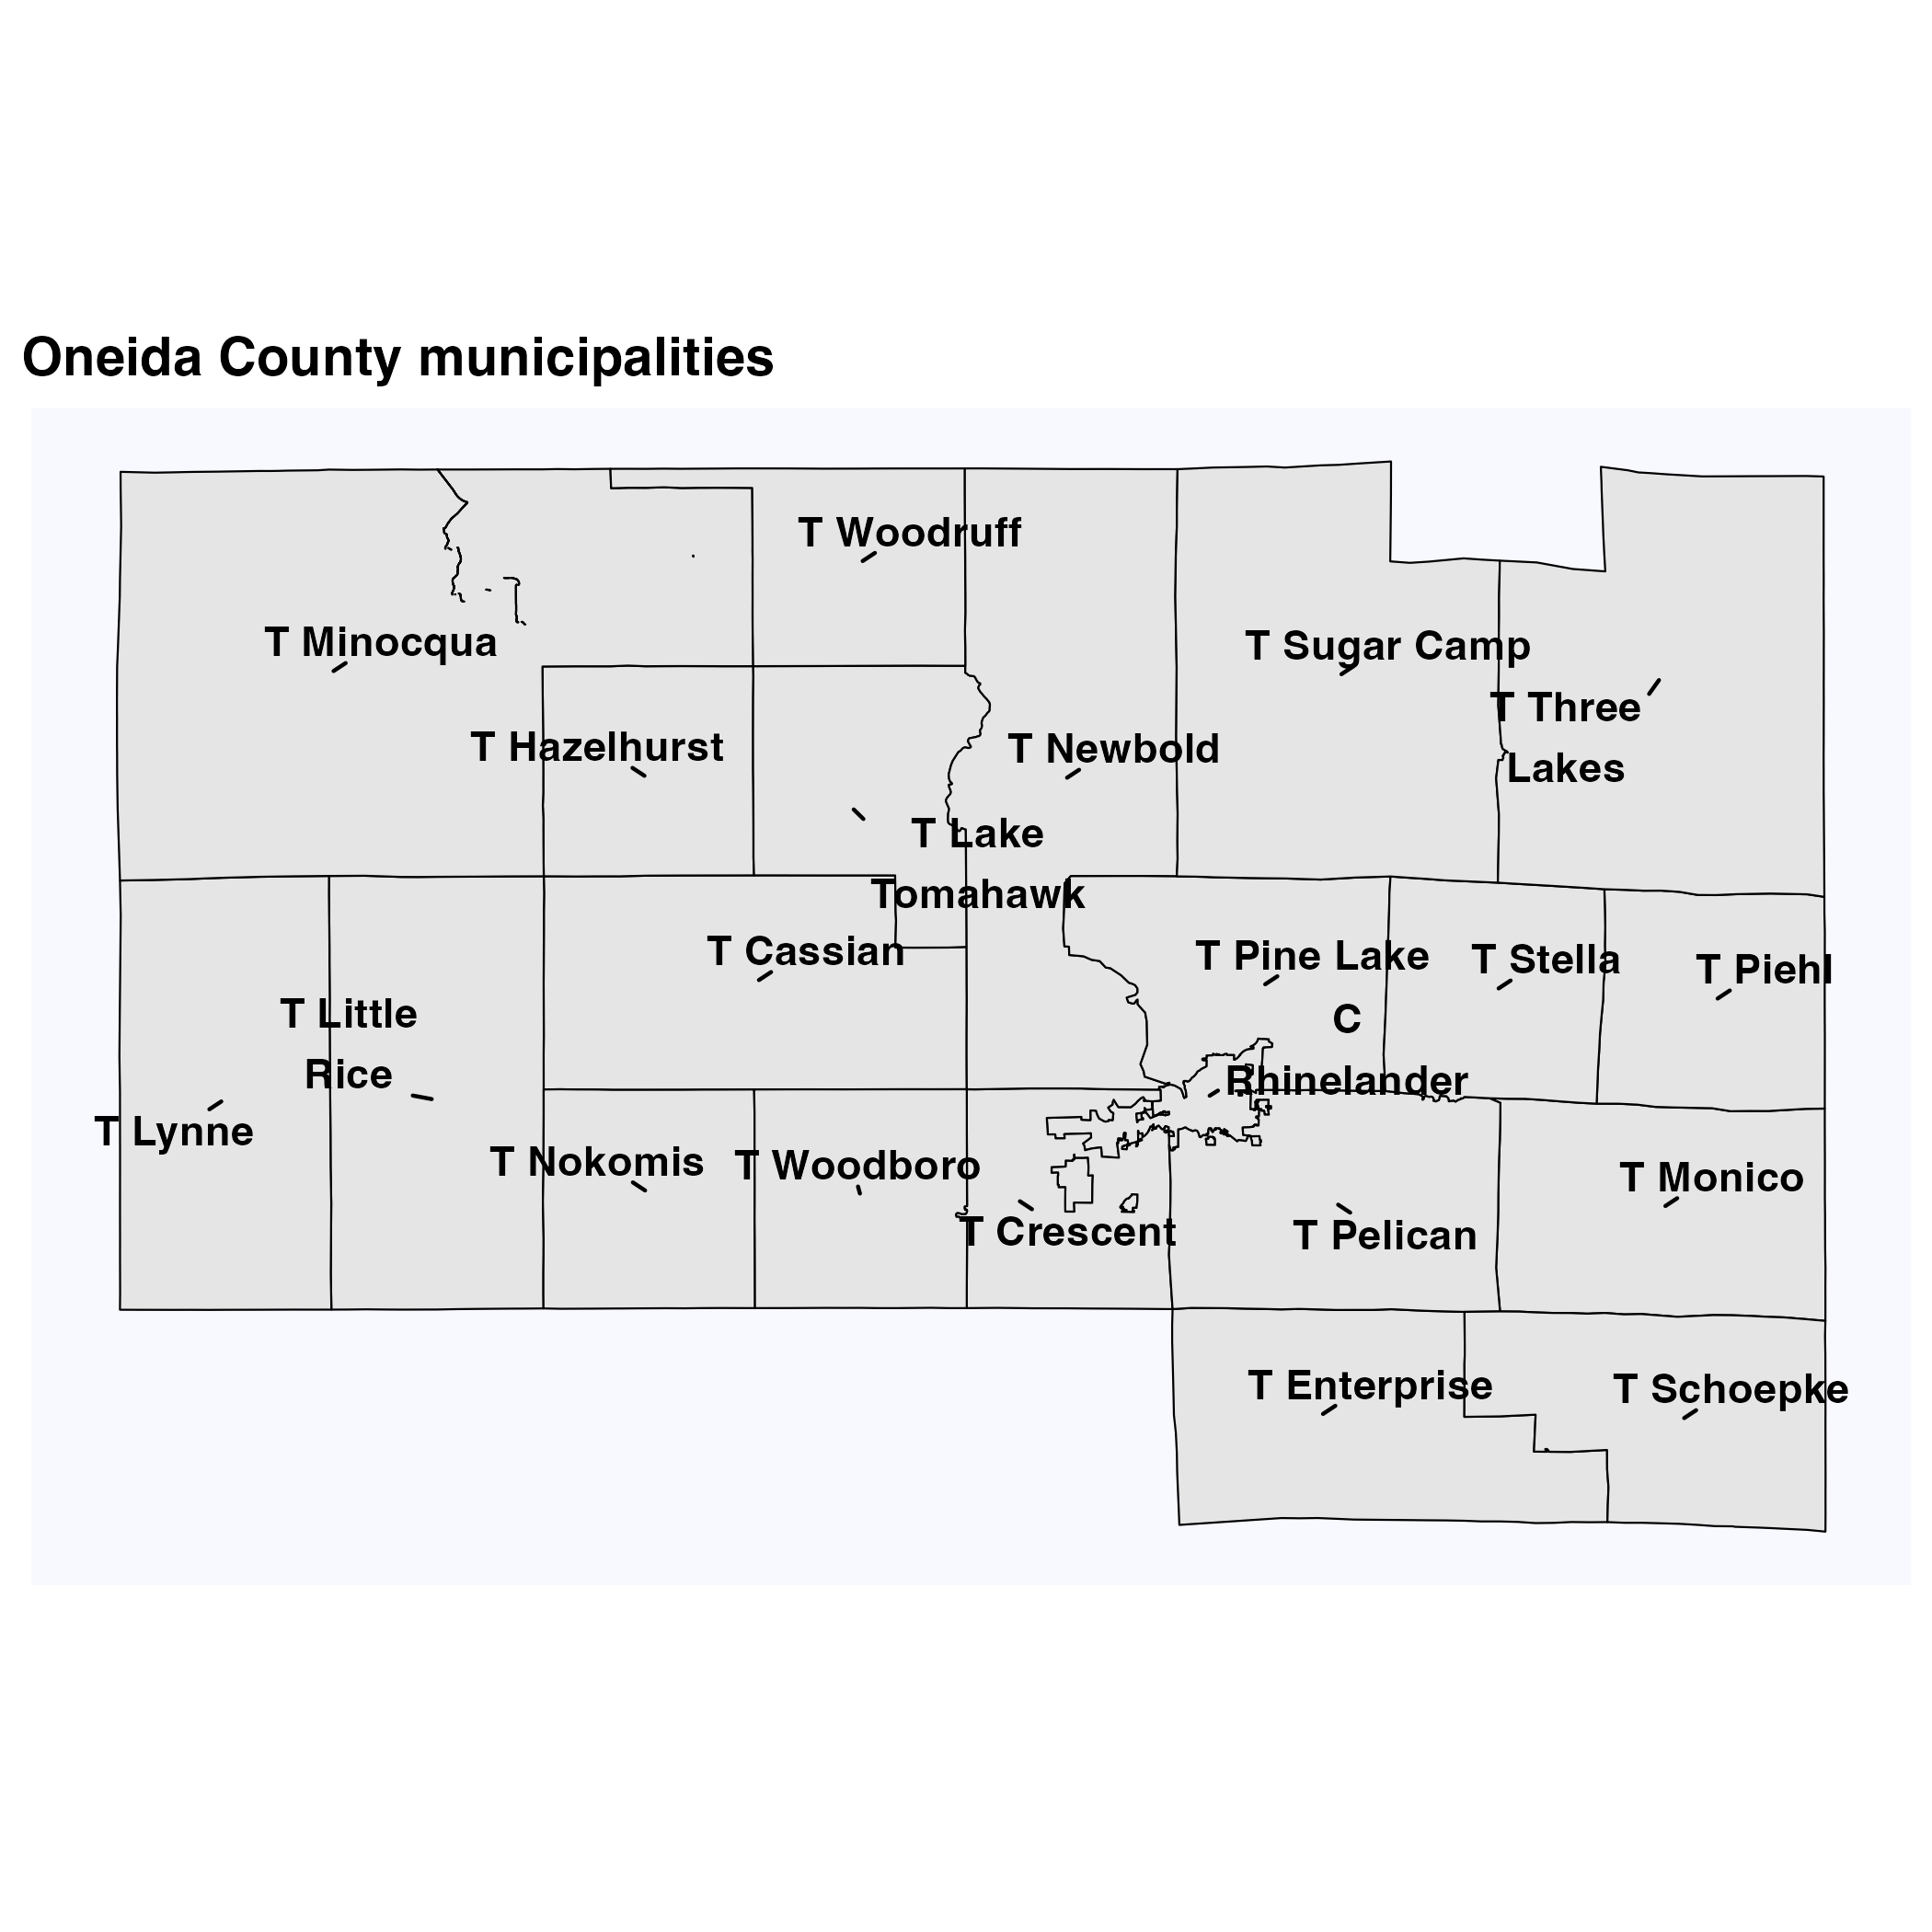 Oneida County municipalities
T Woodruff
T Minocqua
T Sugar Camp
T Three
Lakes
T Hazelhurst
T Newbold
T Lake
Tomahawk
T Cassian
T Pine Lake
T Stella
T Piehl
T Little
Rice
C
Rhinelander
T Lynne
T Nokomis
T Woodboro
T Monico
T Crescent
T Pelican
T Enterprise
T Schoepke